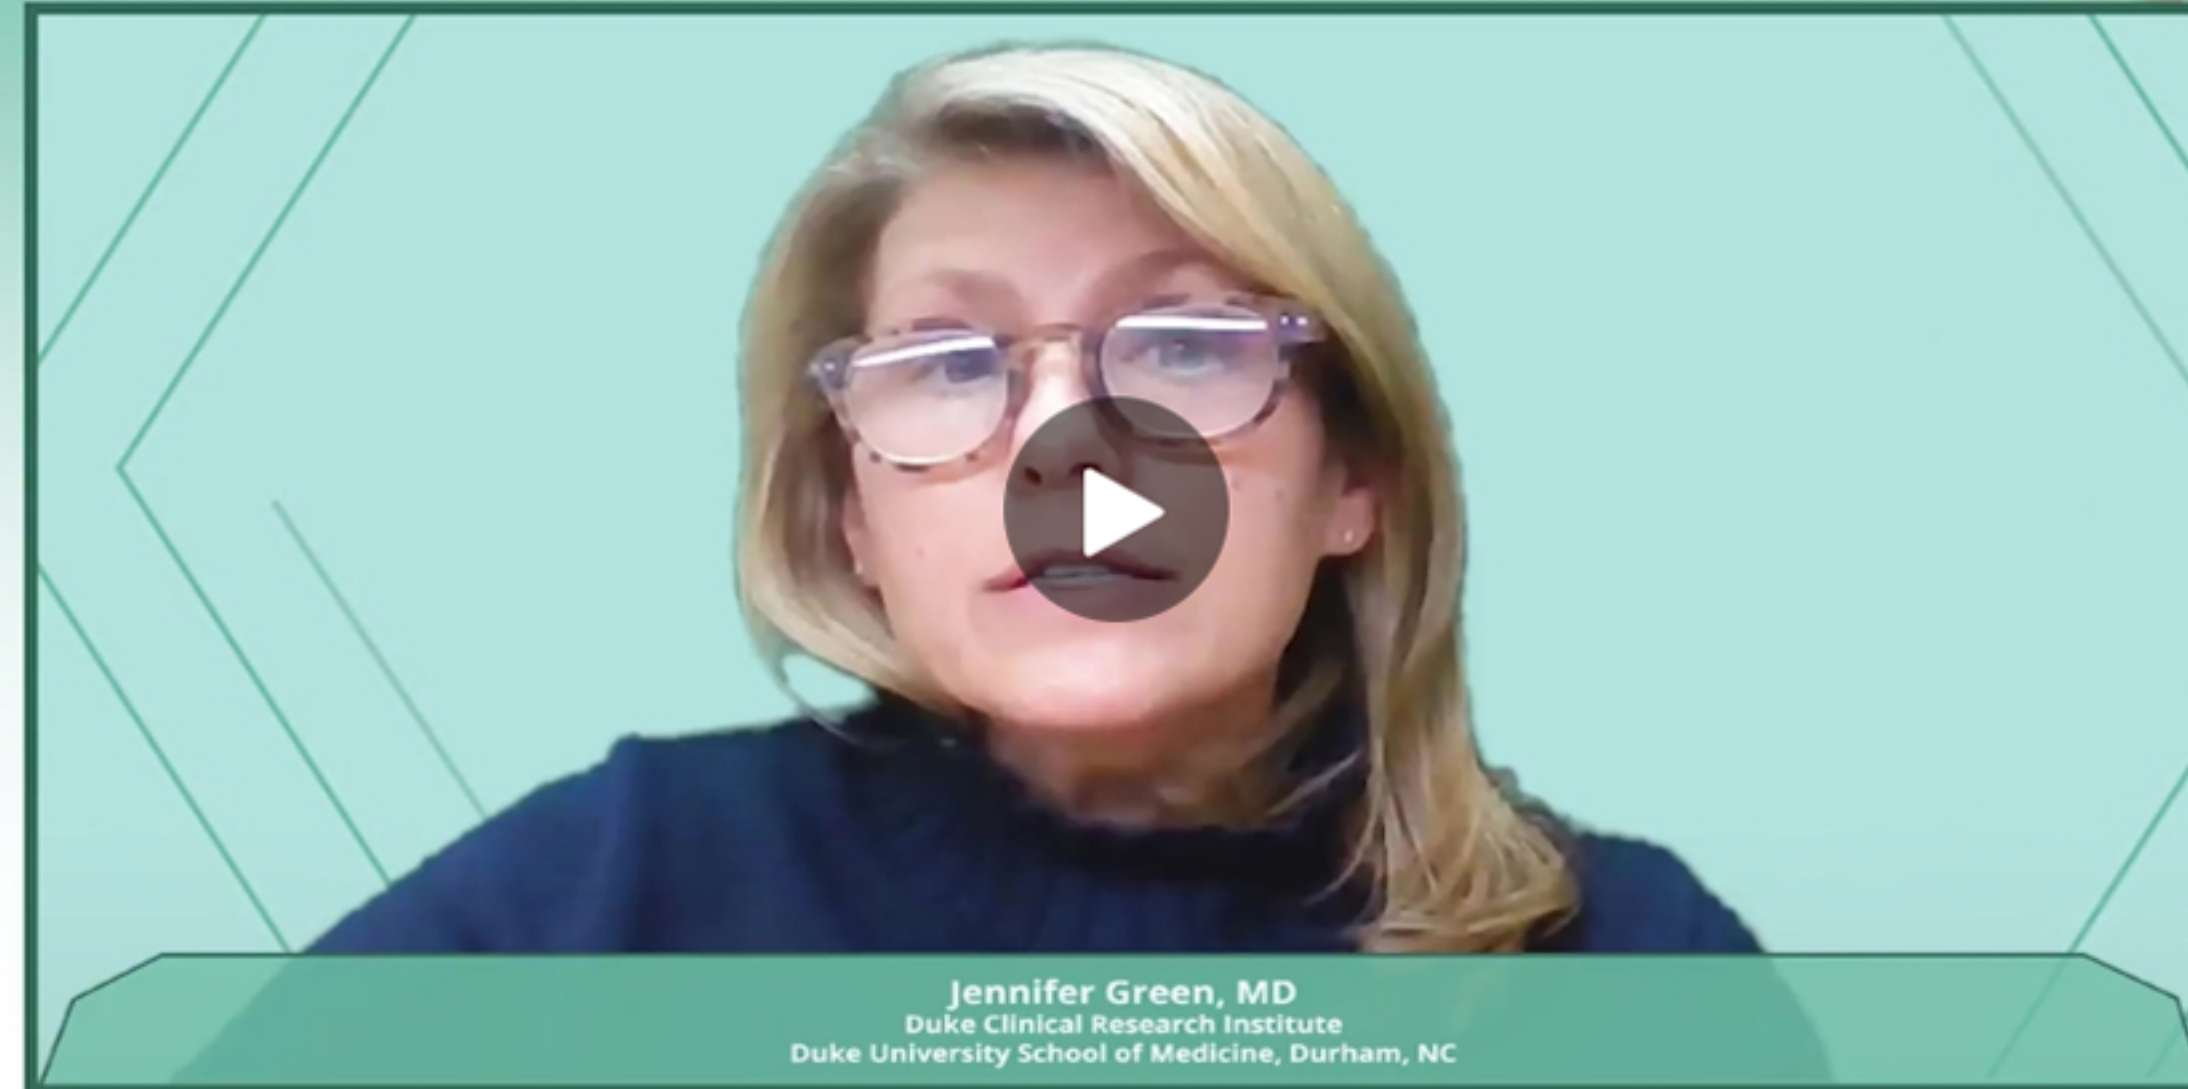 Jennifer Green, MD
Duke Clinical Research Institute
Duke University School of Medicine, Durham, NC